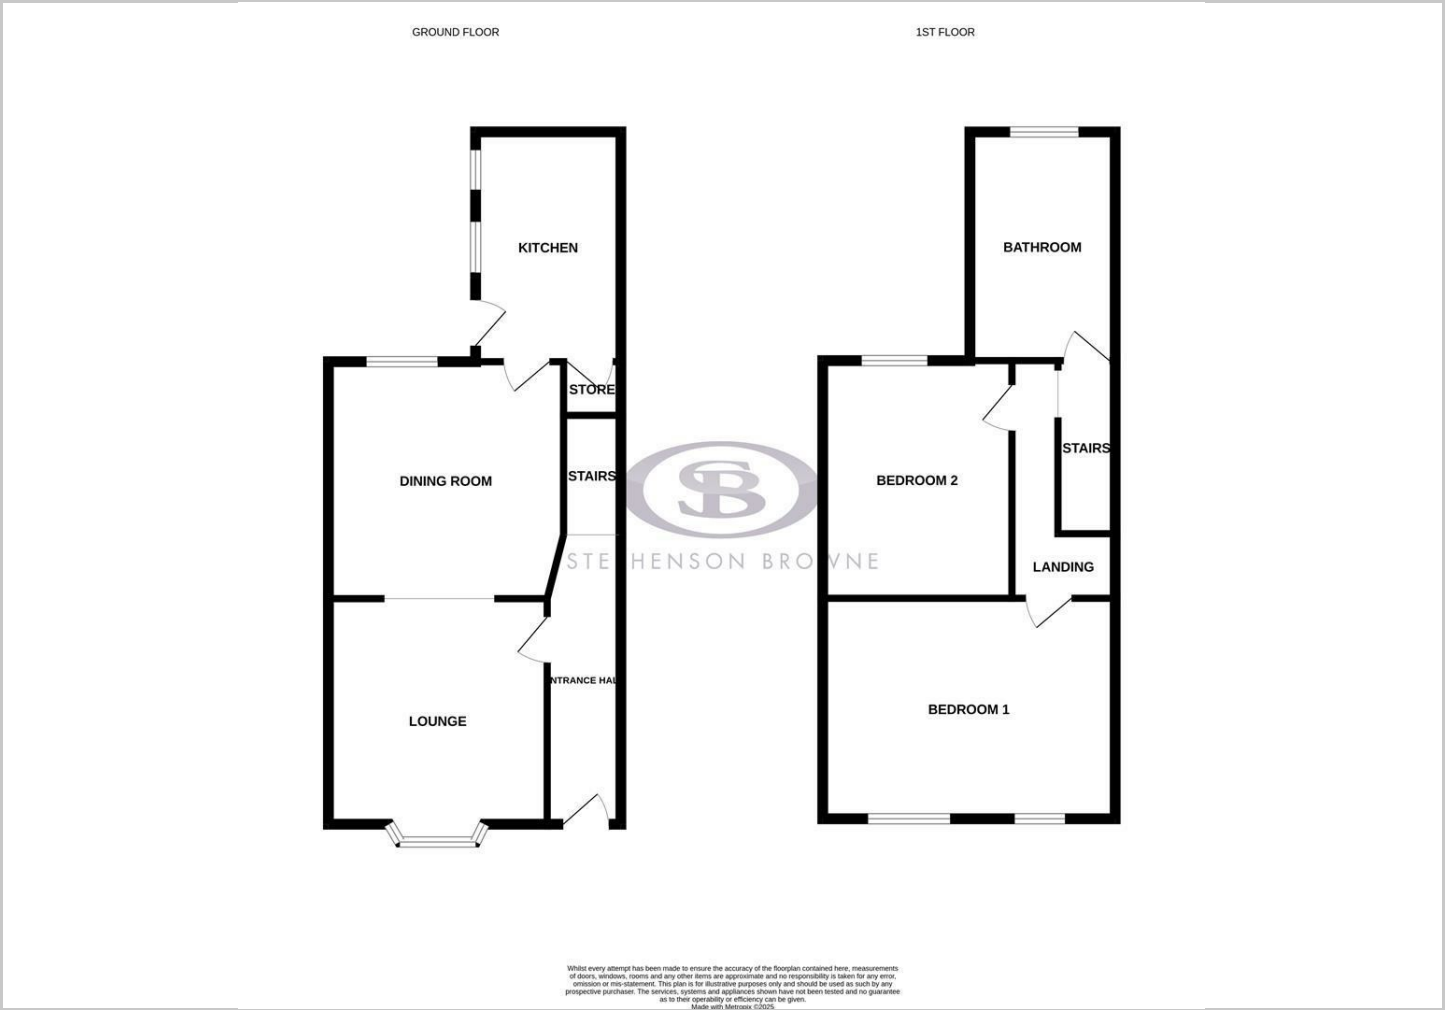 GROUND FLOOR
1ST FLOOR
KITCHEN
BATHROOM
STORE
STAIRS
STAIRS
DINING ROOM
BEDROOM 2
STEPHENSON BROWNE
LANDING
NTRANCE HAL
LOUNGE
BEDROOM 1
Whilst every attempt has been made to ensure the accuracy of the floorplan contained here, measurements
of doors, windows, rooms and any other items are approximate and no responsibility is taken for any error,
omission or mis-statement. This plan is for illustrative purposes only and should be used as such by any
prospective purchaser. The services, systems and appliances shown have not been tested and no guarantee
as to their operability or efficiency can be given.
Made with Metropix ©2025